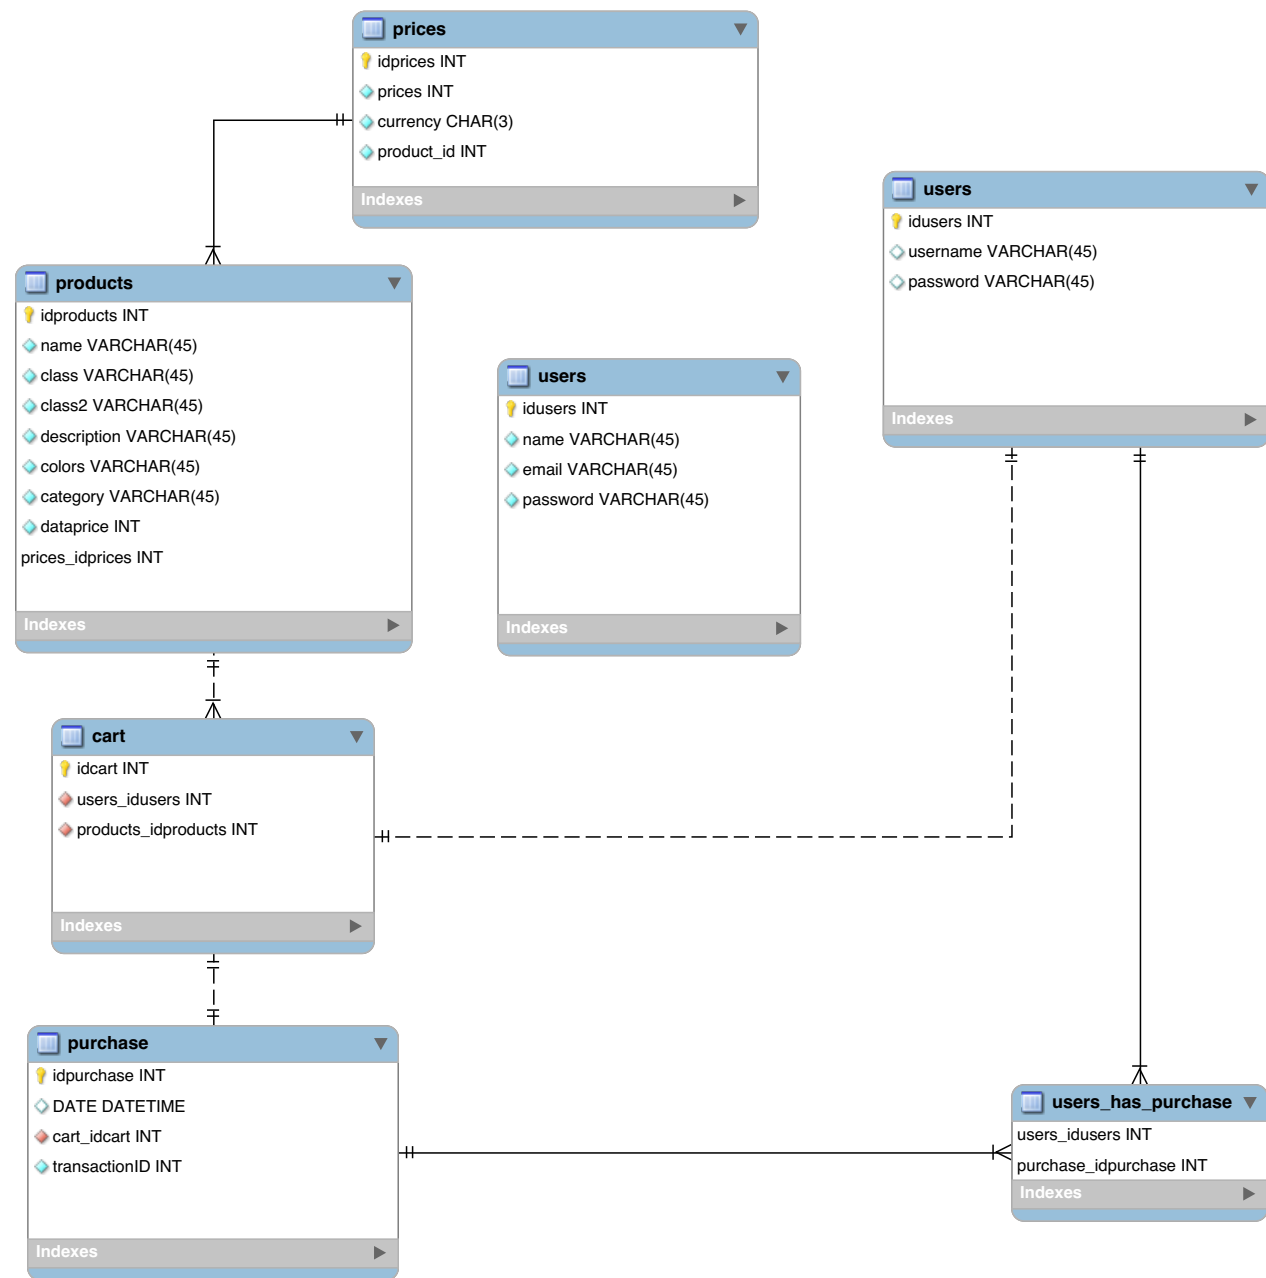 prices
idprices INT
prices INT
currency CHAR(3)
product_id INT
Indexes
users
idusers INT
username VARCHAR(45)
password VARCHAR(45)
Indexes
products
idproducts INT
name VARCHAR(45)
class VARCHAR(45)
class2 VARCHAR(45)
description VARCHAR(45)
colors VARCHAR(45)
category VARCHAR(45)
dataprice INT
prices_idprices INT
Indexes
users
idusers INT
name VARCHAR(45)
email VARCHAR(45)
password VARCHAR(45)
Indexes
cart
idcart INT
users_idusers INT
products_idproducts INT
Indexes
purchase
idpurchase INT
DATE DATETIME
cart_idcart INT
transactionID INT
Indexes
users_has_purchase
users_idusers INT
purchase_idpurchase INT
Indexes